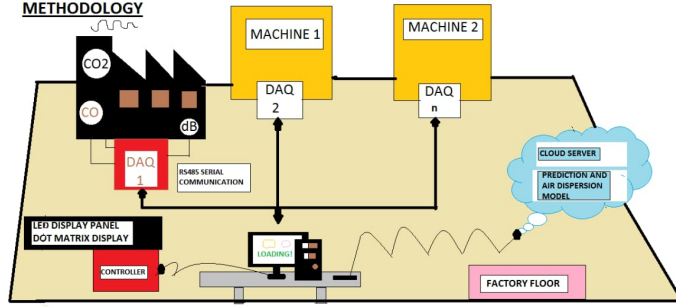 METHODOLOGY
CO2
CO
dB
DAQ
1
MACHINE 1
DAQ
2
MACHINE 2
DAQ
n
RS485 SERIAL
COMMUNICATION
CLOUD SERVER
PREDICTION AND
AIR DISPERSION
MODEL
LED DISPLAY PANEL
DOT MATRIX DISPLAY
CONTROLLER
LOADING!
FACTORY FLOOR